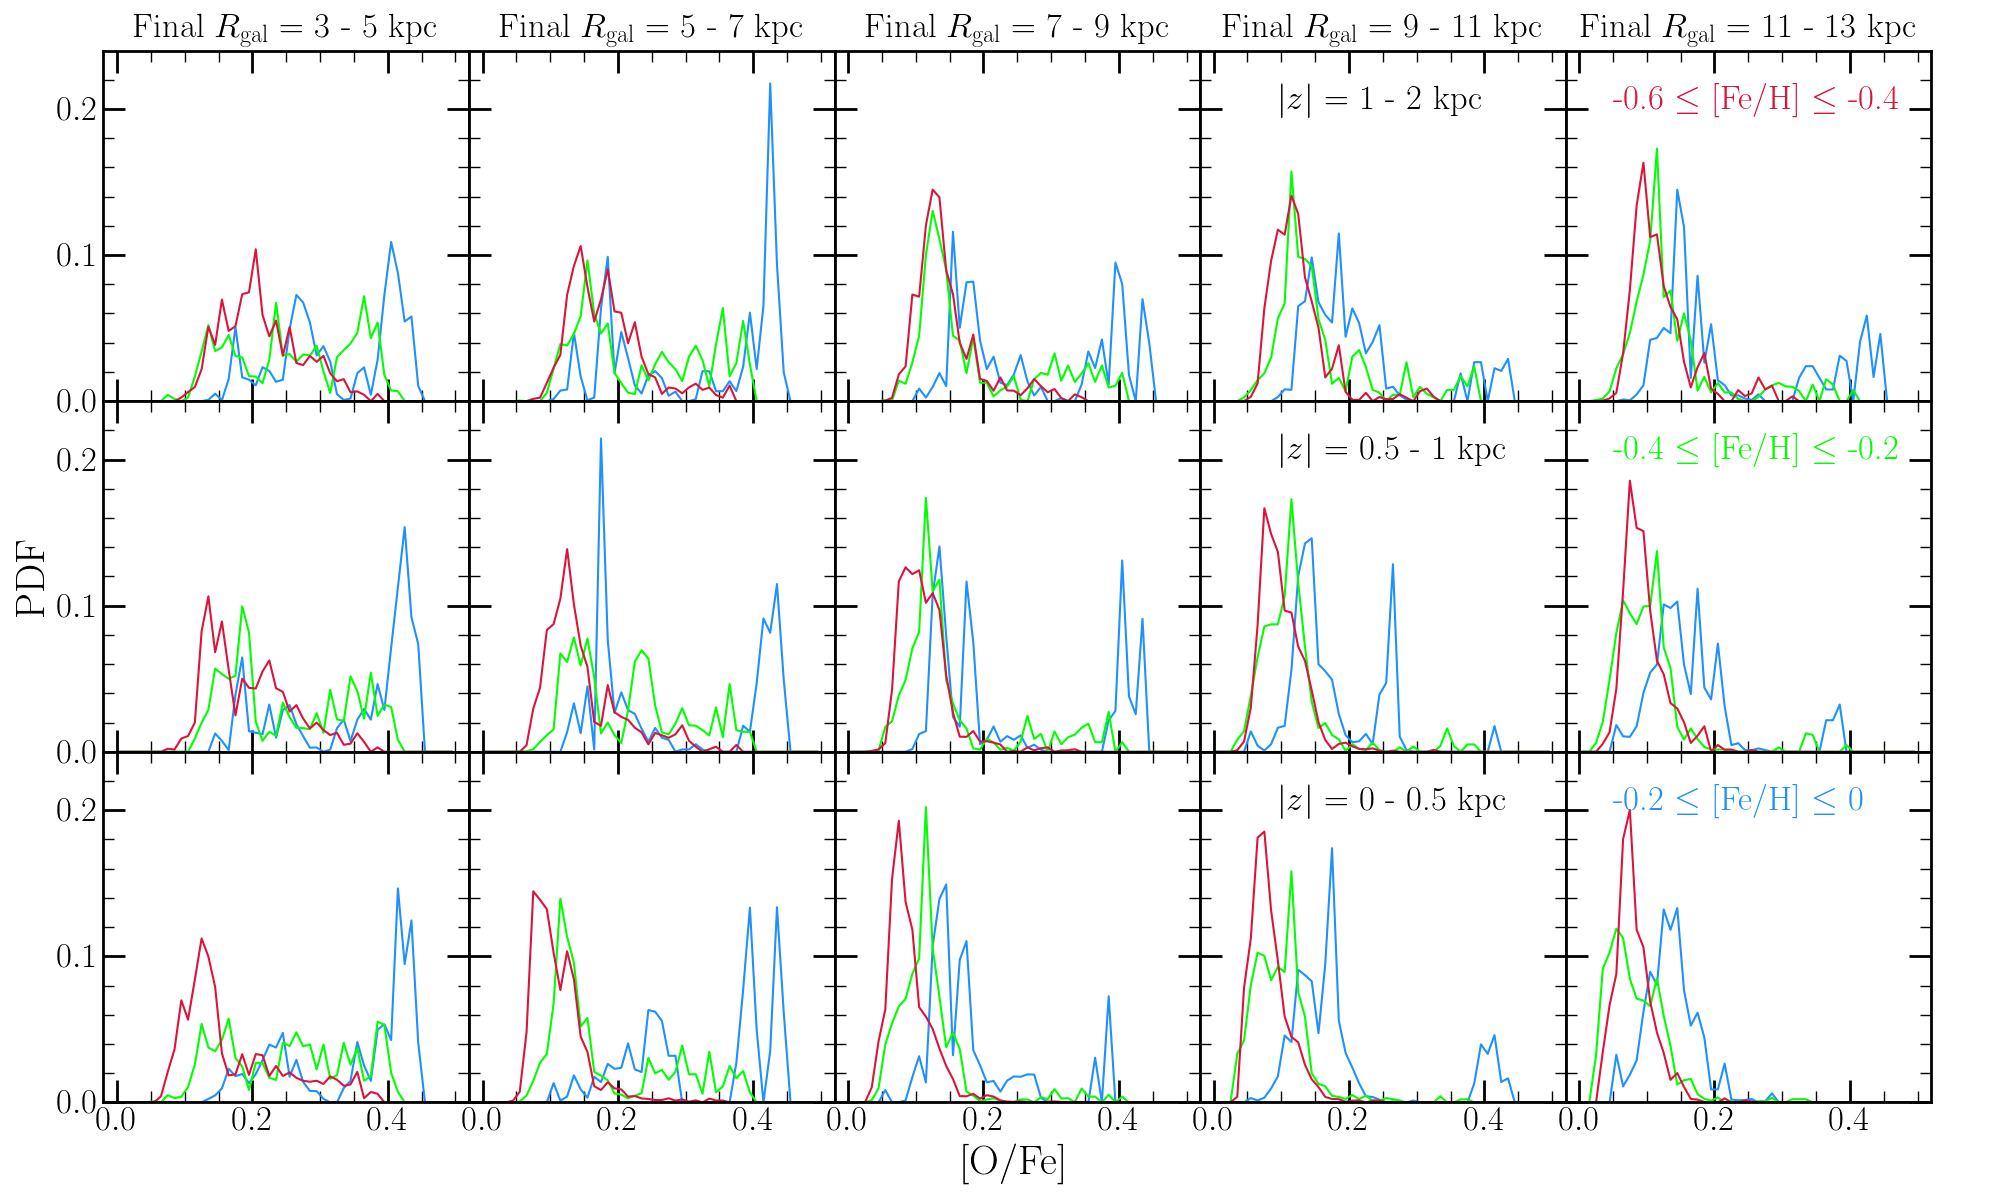 Final R_gal = 3 - 5 kpc
Final R_gal = 5 - 7 kpc
Final R_gal = 7 - 9 kpc
Final R_gal = 9 - 11 kpc
Final R_gal = 11 - 13 kpc
|z| = 1 - 2 kpc
-0.6 ≤ [Fe/H] ≤ -0.4
0.2
0.1
0.0
|z| = 0.5 - 1 kpc
-0.4 ≤ [Fe/H] ≤ -0.2
0.2
0.1
0.0
PDF
|z| = 0 - 0.5 kpc
-0.2 ≤ [Fe/H] ≤ 0
0.2
0.1
0.0
0.0 0.2 0.4 0.0 0.2 0.4 0.0 0.2 0.4 0.0 0.2 0.4 0.0 0.2 0.4
[O/Fe]